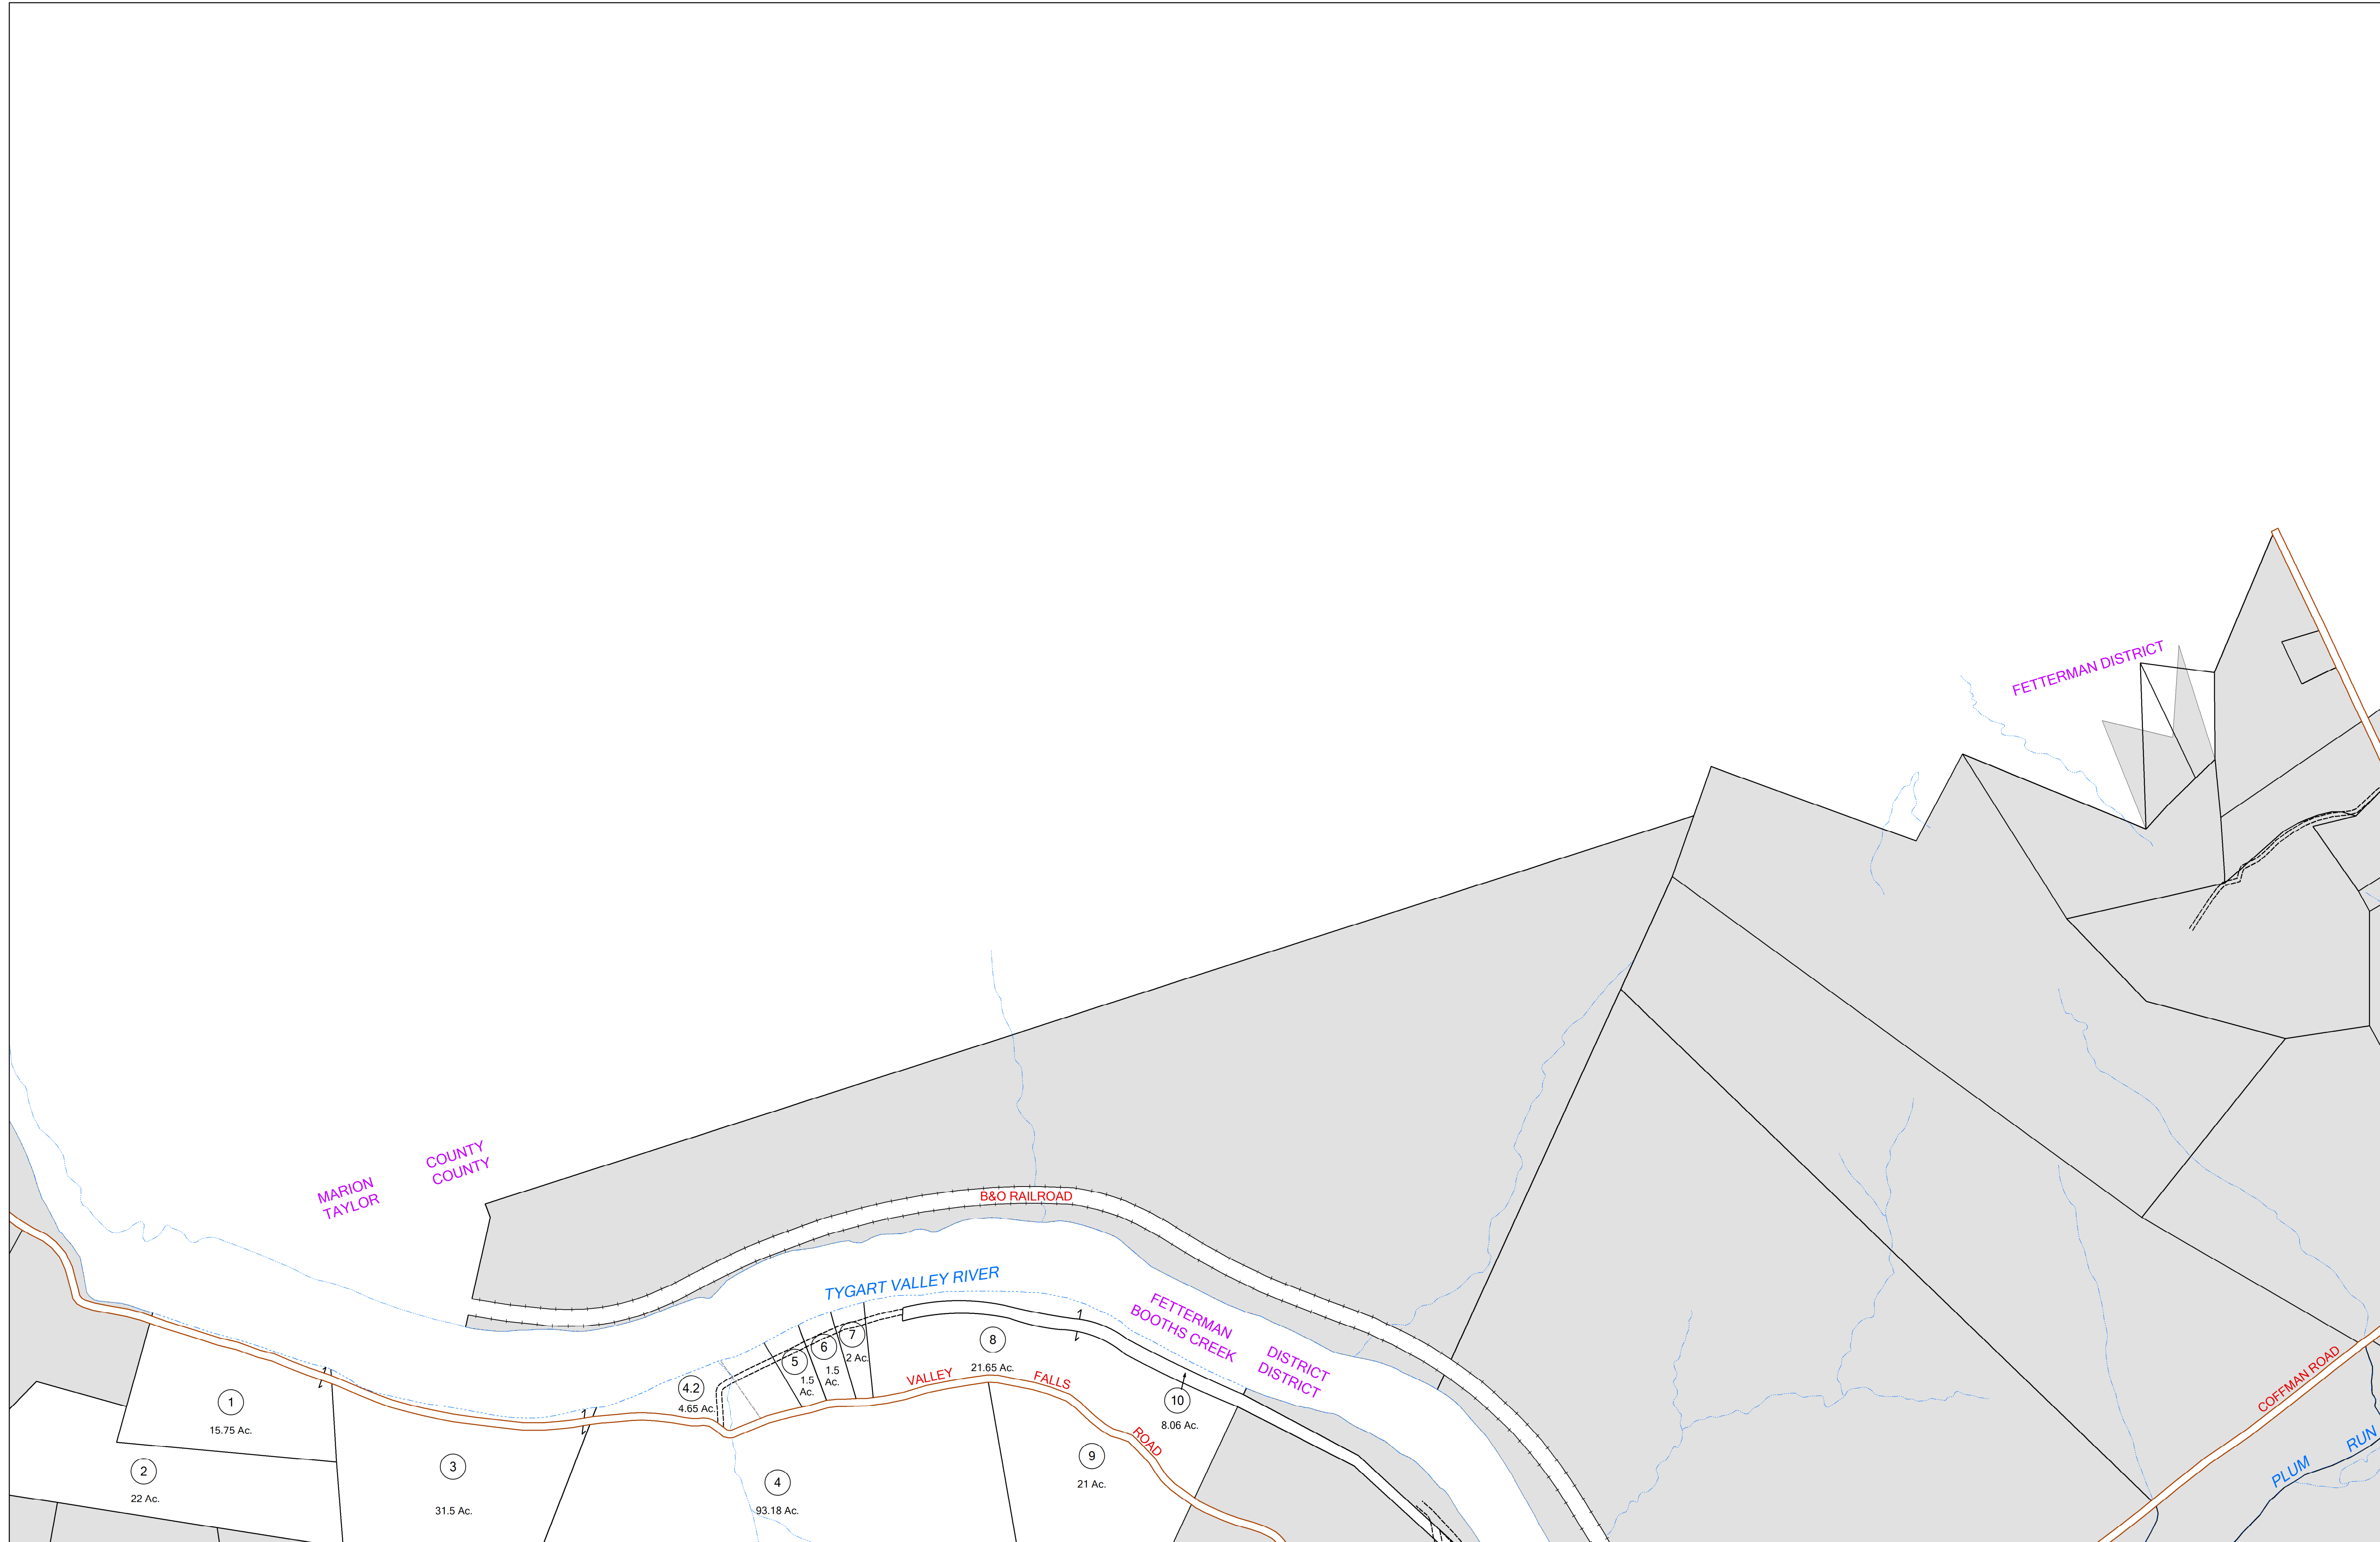 FETTERMAN DISTRICT
MARION COUNTY
TAYLOR COUNTY
B&O RAILROAD
TYGART VALLEY RIVER
FETTERMAN DISTRICT
BOOTHS CREEK DISTRICT
VALLEY FALLS ROAD
COFFMAN ROAD
PLUM RUN
1
15.75 Ac.
2
22 Ac.
3
31.5 Ac.
4.2
4.65 Ac.
4
93.18 Ac.
5
1.5
Ac.
6
1.5
Ac.
7
2 Ac.
8
21.65 Ac.
9
21 Ac.
10
8.06 Ac.